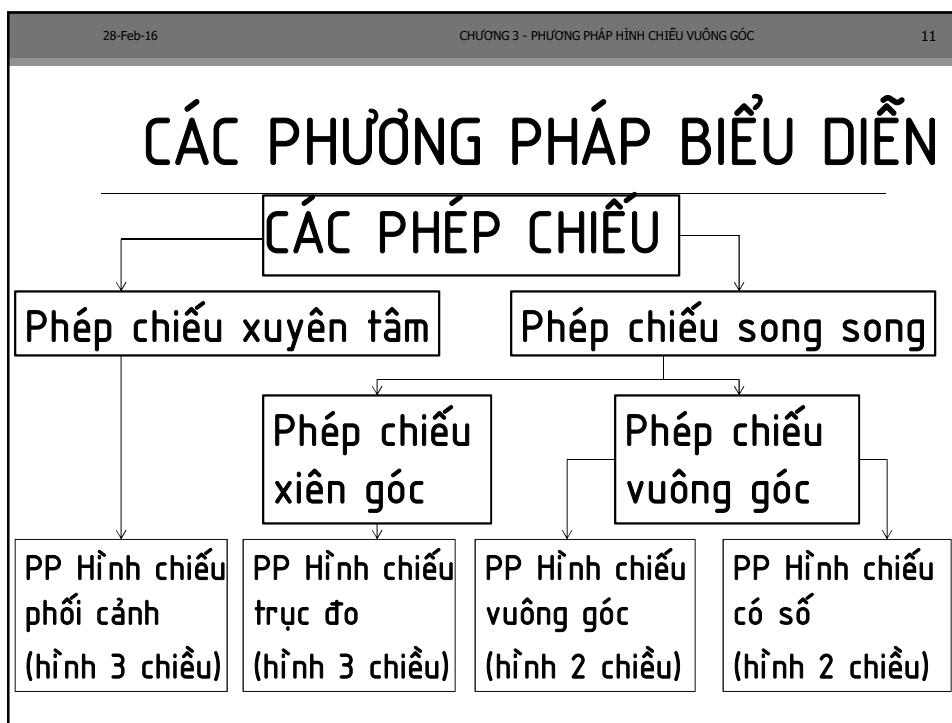 28-Feb-16 CHƯƠNG 3 - PHƯƠNG PHÁP HÌNH CHIẾU VUÔNG GÓC 11
CÁC PHƯƠNG PHÁP BIỂU DIỄN
CÁC PHÉP CHIẾU
Phép chiếu xuyên tâm
Phép chiếu song song
Phép chiếu
xiên góc
Phép chiếu
vuông góc
PP Hình chiếu
phối cảnh
(hình 3 chiều)
PP Hình chiếu
trục đo
(hình 3 chiều)
PP Hình chiếu
vuông góc
(hình 2 chiều)
PP Hình chiếu
có số
(hình 2 chiều)